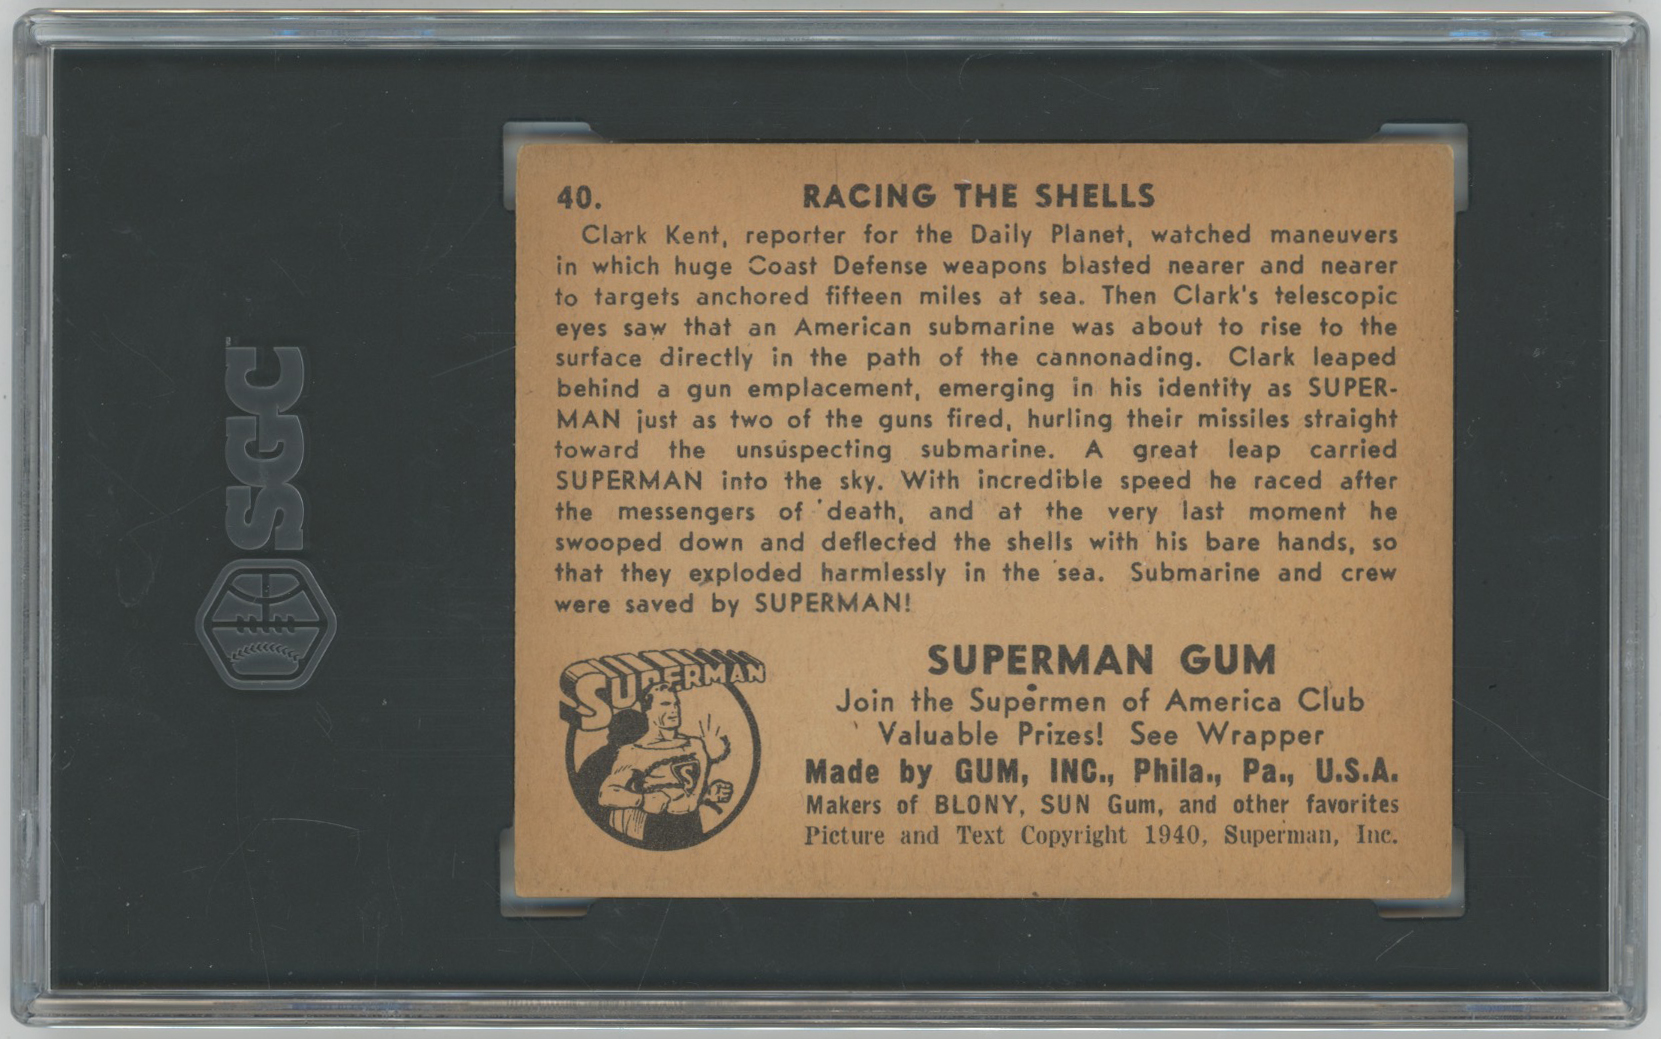 SGC
40. RACING THE SHELLS
Clark Kent, reporter for the Daily Planet, watched maneuvers
in which huge Coast Defense weapons blasted nearer and nearer
to targets anchored fifteen miles at sea. Then Clark's telescopic
eyes saw that an American submarine was about to rise to the
surface directly in the path of the cannonading. Clark leaped
behind a gun emplacement, emerging in his identity as SUPER-
MAN just as two of the guns fired, hurling their missiles straight
toward the unsuspecting submarine. A great leap carried
SUPERMAN into the sky. With incredible speed he raced after
the messengers of death, and at the very last moment he
swooped down and deflected the shells with his bare hands, so
that they exploded harmlessly in the sea. Submarine and crew
were saved by SUPERMAN!
SUPERMAN
S
SUPERMAN GUM
Join the Supermen of America Club
Valuable Prizes! See Wrapper
Made by GUM, INC., Phila., Pa., U.S.A.
Makers of BLONY, SUN Gum, and other favorites
Picture and Text Copyright 1940, Superman, Inc.